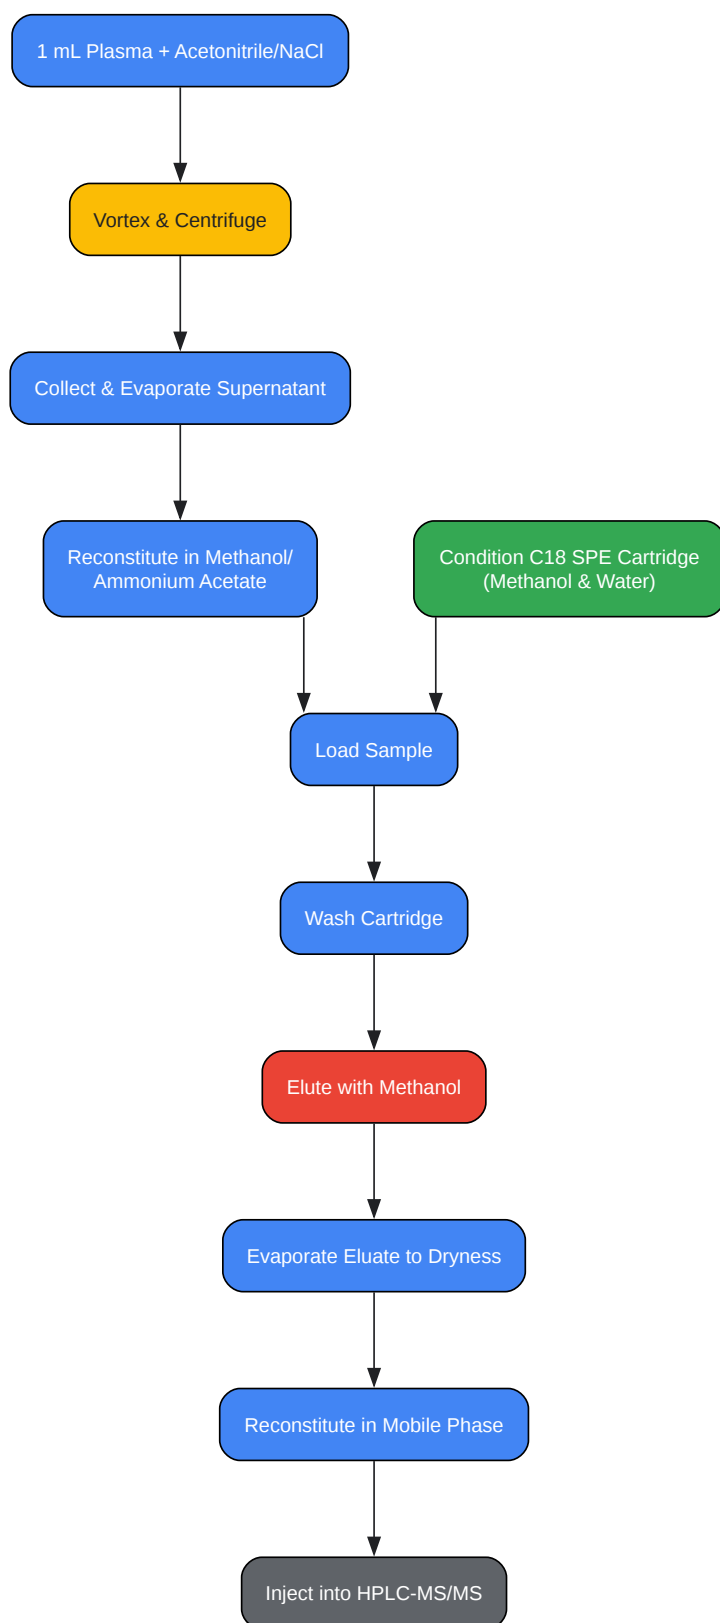 1 mL Plasma + Acetonitrile/NaCl
Vortex & Centrifuge
Collect & Evaporate Supernatant
Reconstitute in Methanol/
Ammonium Acetate
Condition C18 SPE Cartridge
(Methanol & Water)
Load Sample
Wash Cartridge
Elute with Methanol
Evaporate Eluate to Dryness
Reconstitute in Mobile Phase
Inject into HPLC-MS/MS